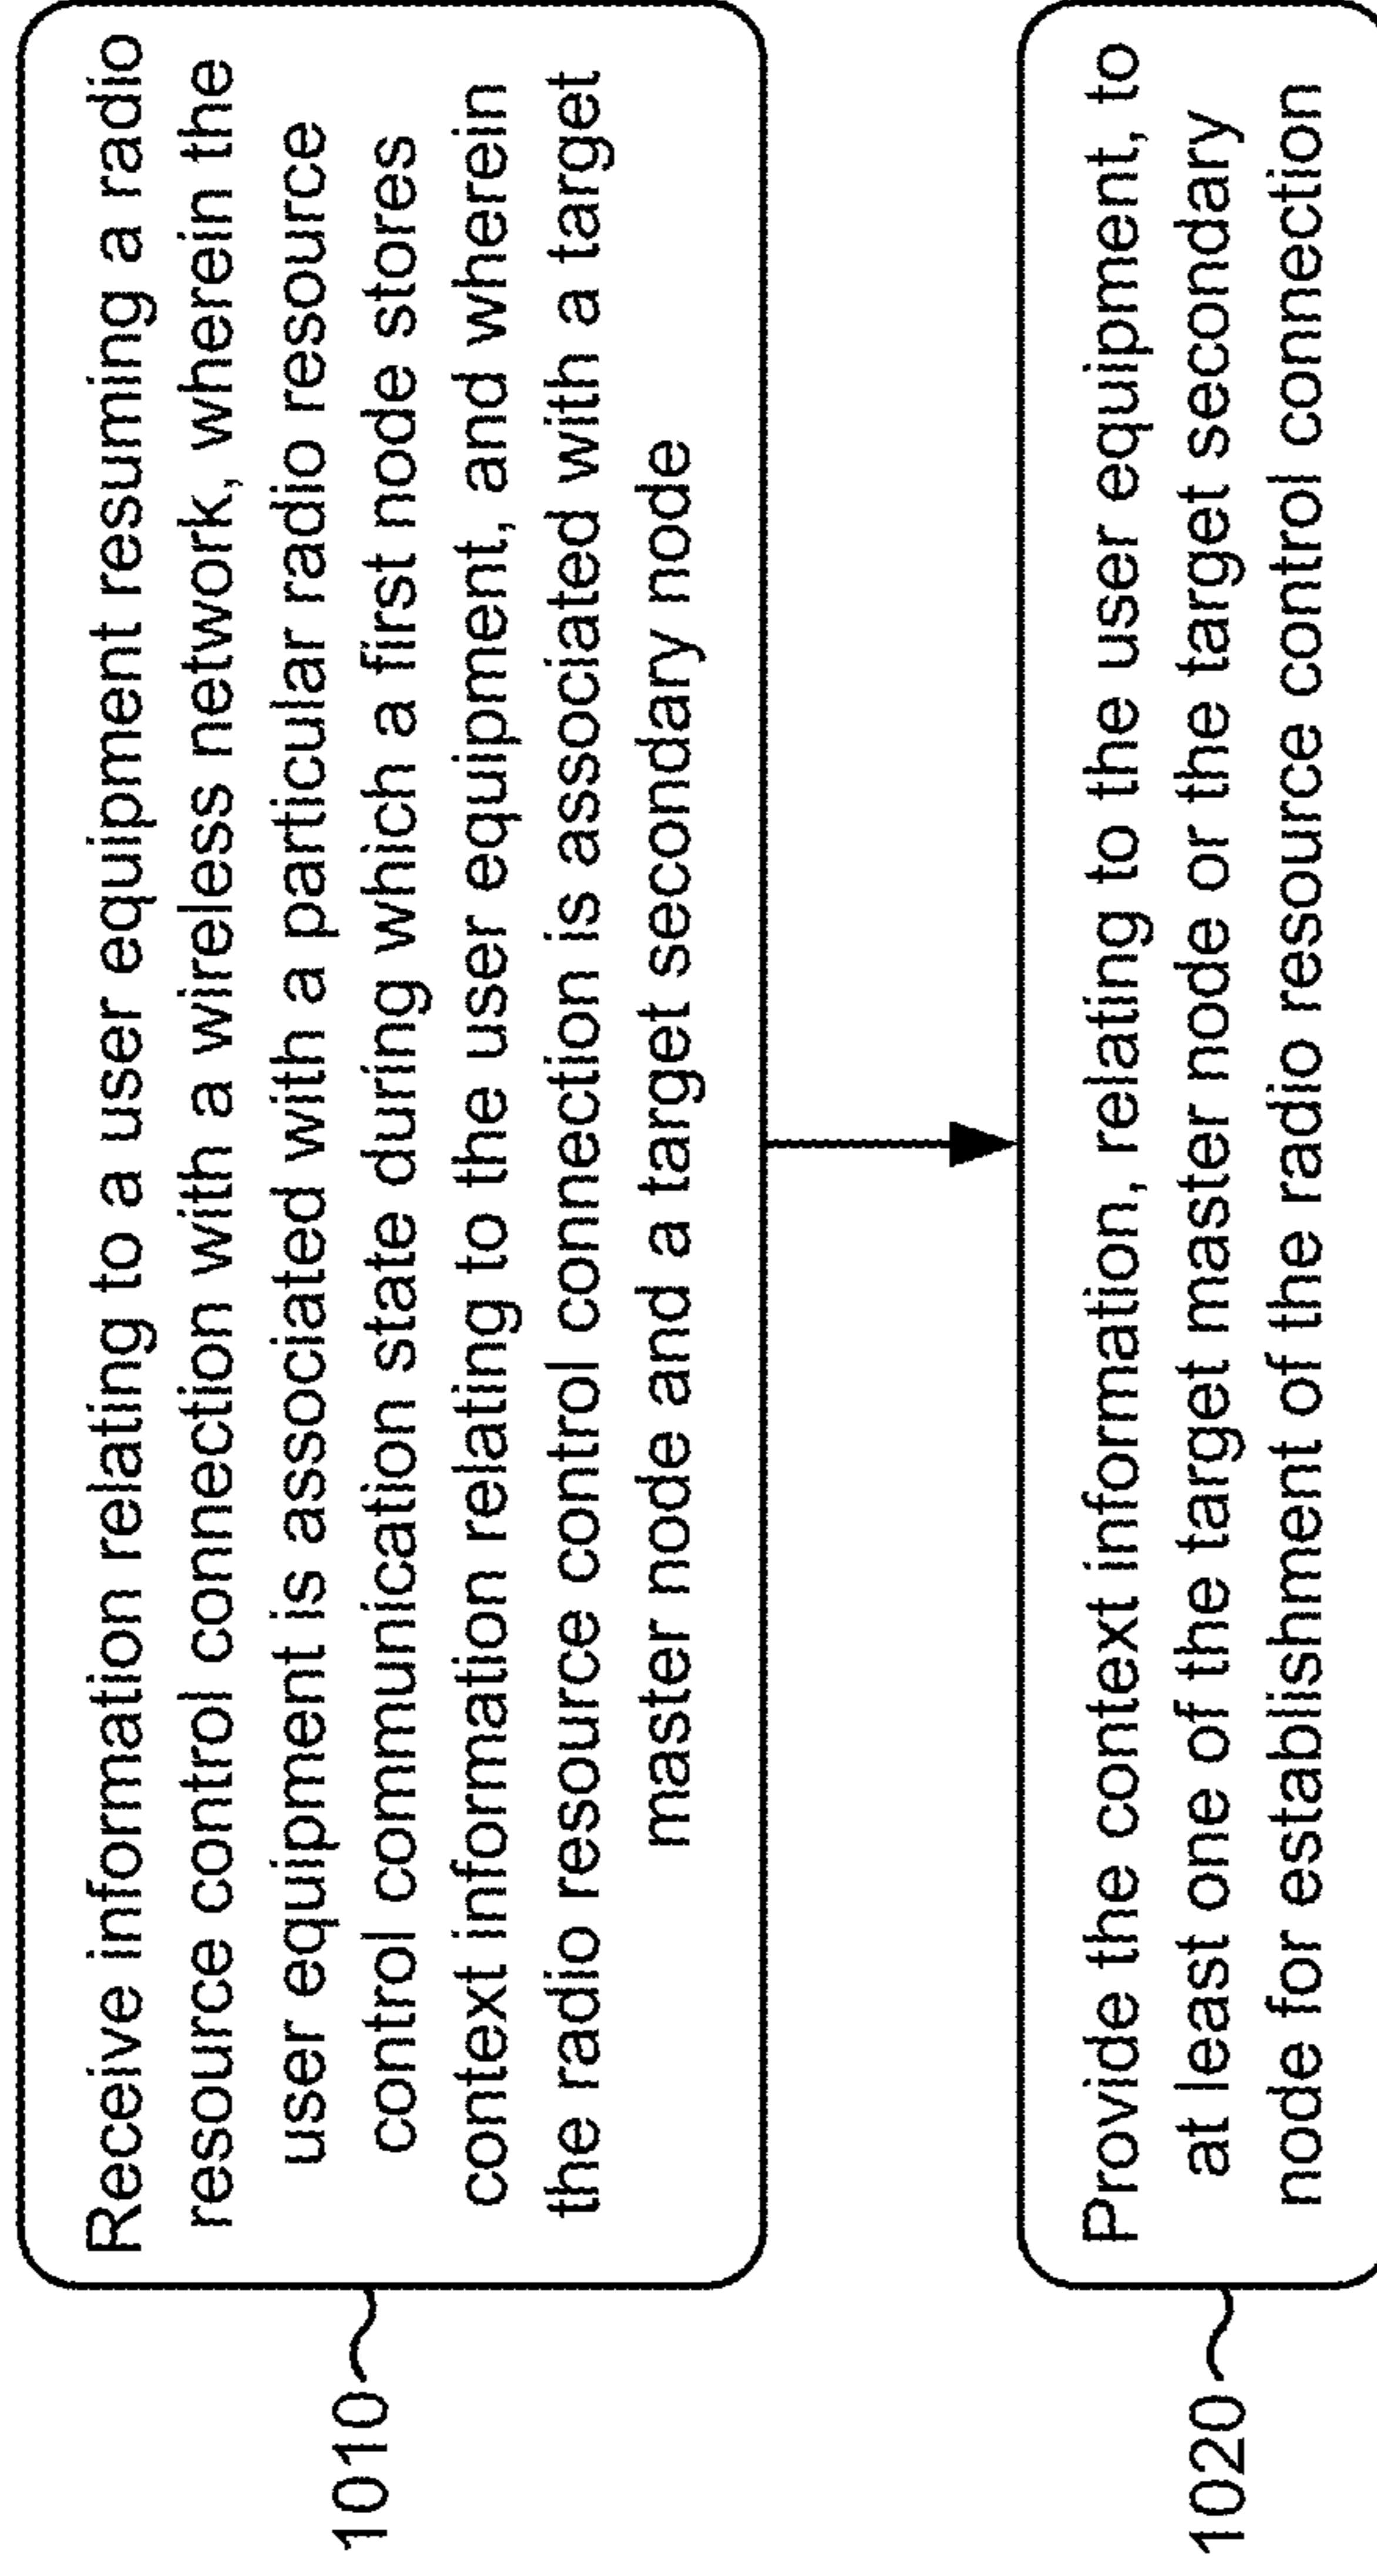 1010
Receive information relating to a user equipment resuming a radio
resource control connection with a wireless network, wherein the
user equipment is associated with a particular radio resource
control communication state during which a first node stores
context information relating to the user equipment, and wherein
the radio resource control connection is associated with a target
master node and a target secondary node
1020
Provide the context information, relating to the user equipment, to
at least one of the target master node or the target secondary
node for establishment of the radio resource control connection